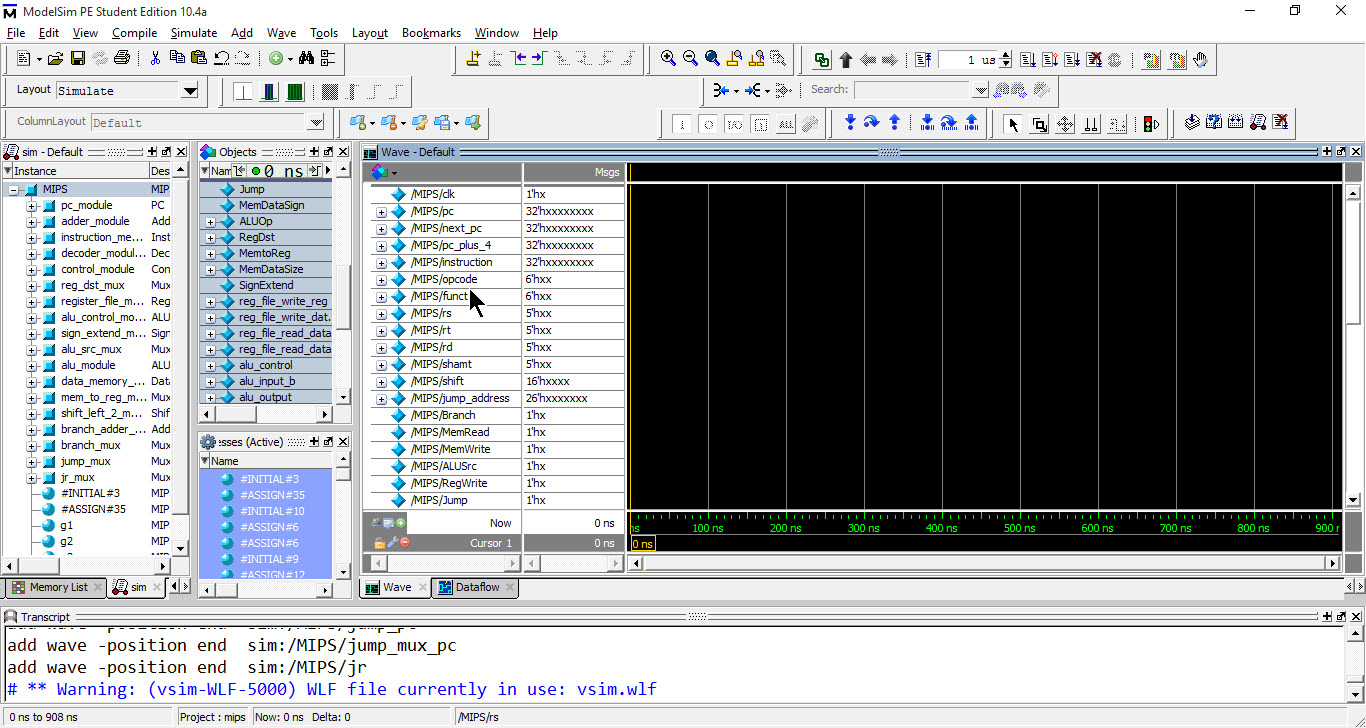 ModelSim PE Student Edition 10.4a
File Edit View Compile Simulate Add Wave Tools Layout Bookmarks Window Help
1 us
Layout Simulate
Search:
ColumnLayout Default
sim - Default
Instance Des
MIPS MIP
pc_module PC
adder_module Add
instruction_me... Inst
decoder_modul... Dec
control_module Con
reg_dst_mux Mux
register_file_m... Reg
alu_control_mo... ALU
sign_extend_m... Sign
alu_src_mux Mux
alu_module ALU
data_memory_... Data
mem_to_reg_m... Mux
shift_left_2_m... Shif
branch_adder_... Add
branch_mux Mux
jump_mux Mux
jr_mux Mux
#INITIAL#3 MIP
#ASSIGN#35 MIP
g1 MIP
g2 MIP
Memory List sim
Objects
Nam 0 ns
Jump
MemDataSign
ALUOp
RegDst
MemtoReg
MemDataSize
SignExtend
reg_file_write_reg
reg_file_write_dat.
reg_file_read_data
reg_file_read_data
alu_control
alu_input_b
alu_output
:sses (Active)
Name
#INITIAL#3
#ASSIGN#35
#INITIAL#10
#ASSIGN#6
#ASSIGN#6
#INITIAL#9
#ASSIGN#12
Wave - Default
Msgs
/MIPS/clk 1'hx
/MIPS/pc 32'hxxxxxxxx
/MIPS/next_pc 32'hxxxxxxxx
/MIPS/pc_plus_4 32'hxxxxxxxx
/MIPS/instruction 32'hxxxxxxxx
/MIPS/opcode 6'hxx
/MIPS/funct 6'hxx
/MIPS/rs 5'hxx
/MIPS/rt 5'hxx
/MIPS/rd 5'hxx
/MIPS/shamt 5'hxx
/MIPS/shift 16'hxxxx
/MIPS/jump_address 26'hxxxxxxx
/MIPS/Branch 1'hx
/MIPS/MemRead 1'hx
/MIPS/MemWrite 1'hx
/MIPS/ALUSrc 1'hx
/MIPS/RegWrite 1'hx
/MIPS/Jump 1'hx
Now 0 ns
Cursor 1 0 ns
ns 100 ns 200 ns 300 ns 400 ns 500 ns 600 ns 700 ns 800 ns 900
0 ns
Wave Dataflow
Transcript
add wave -position end sim:/MIPS/jump_pc
add wave -position end sim:/MIPS/jump_mux_pc
add wave -position end sim:/MIPS/jr
# ** Warning: (vsim-WLF-5000) WLF file currently in use: vsim.wlf
0 ns to 908 ns Project : mips Now: 0 ns Delta: 0 /MIPS/rs